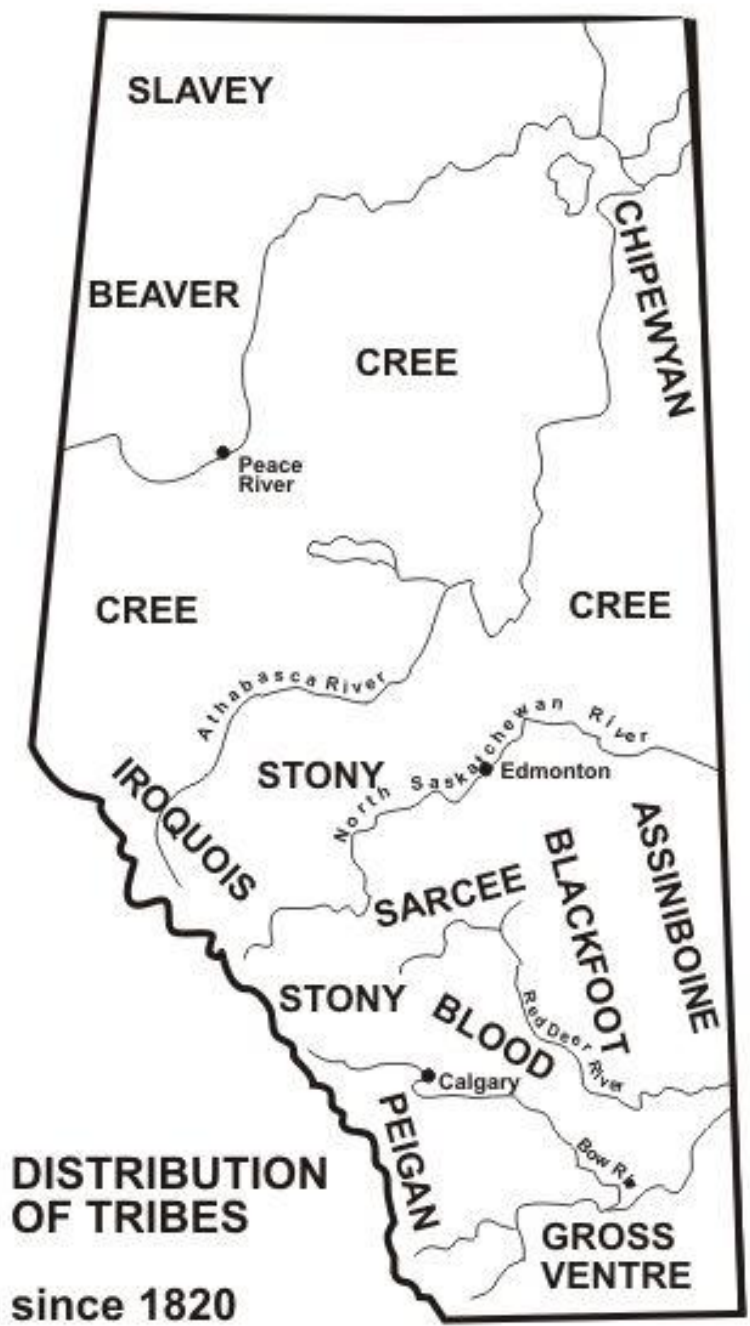 SLAVEY
CHIPEWYAN
BEAVER
CREE
Peace
River
CREE
CREE
Athabasca River
North Saskatchewan River
IROQUOIS
STONY
Edmonton
ASSINIBOINE
BLACKFOOT
SARCEE
STONY
BLOOD
Red Deer River
Calgary
PEIGAN
Bow Riv
DISTRIBUTION
OF TRIBES
GROSS
VENTRE
since 1820